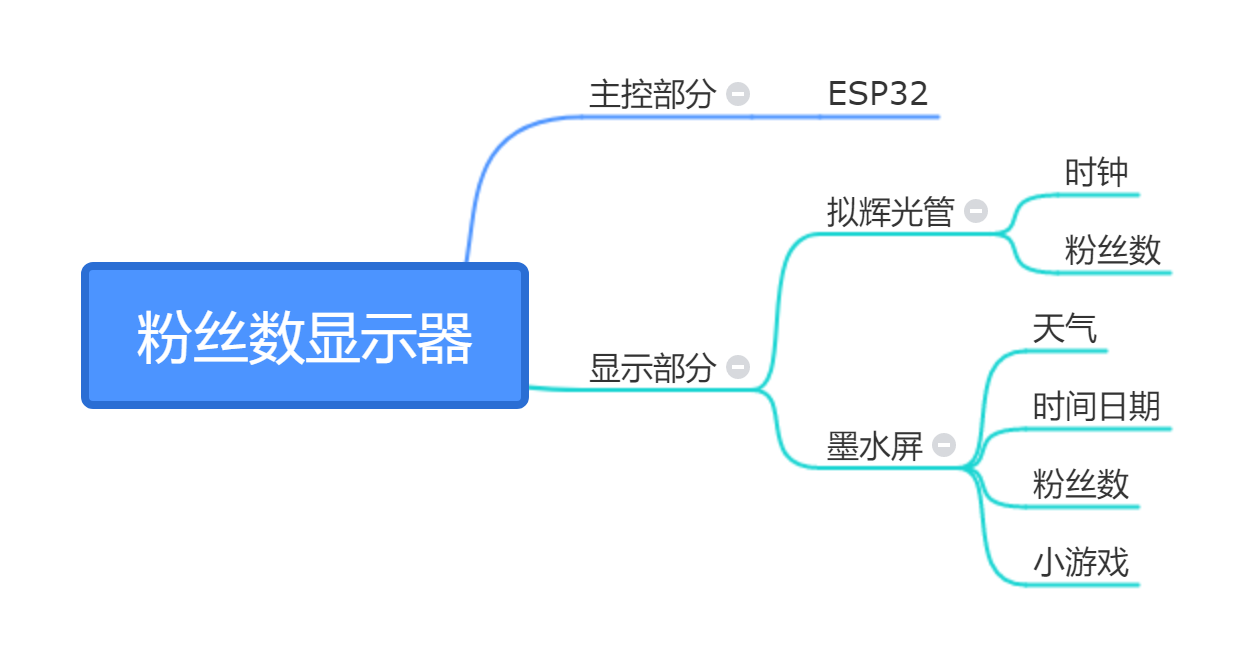 粉丝数显示器
主控部分
ESP32
显示部分
拟辉光管
时钟
粉丝数
墨水屏
天气
时间日期
粉丝数
小游戏